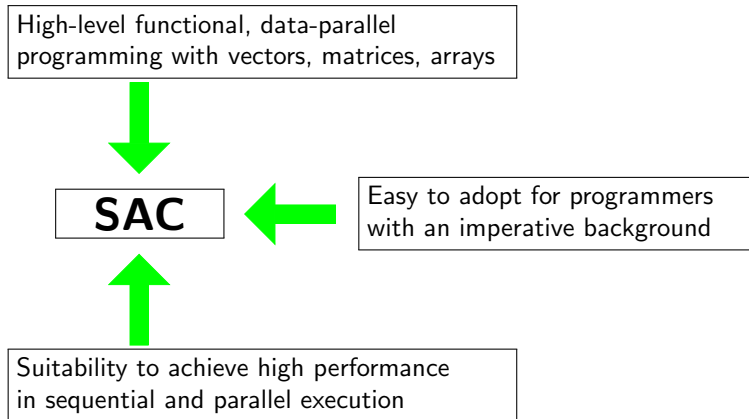 High-level functional, data-parallel
programming with vectors, matrices, arrays
SAC
Easy to adopt for programmers
with an imperative background
Suitability to achieve high performance
in sequential and parallel execution